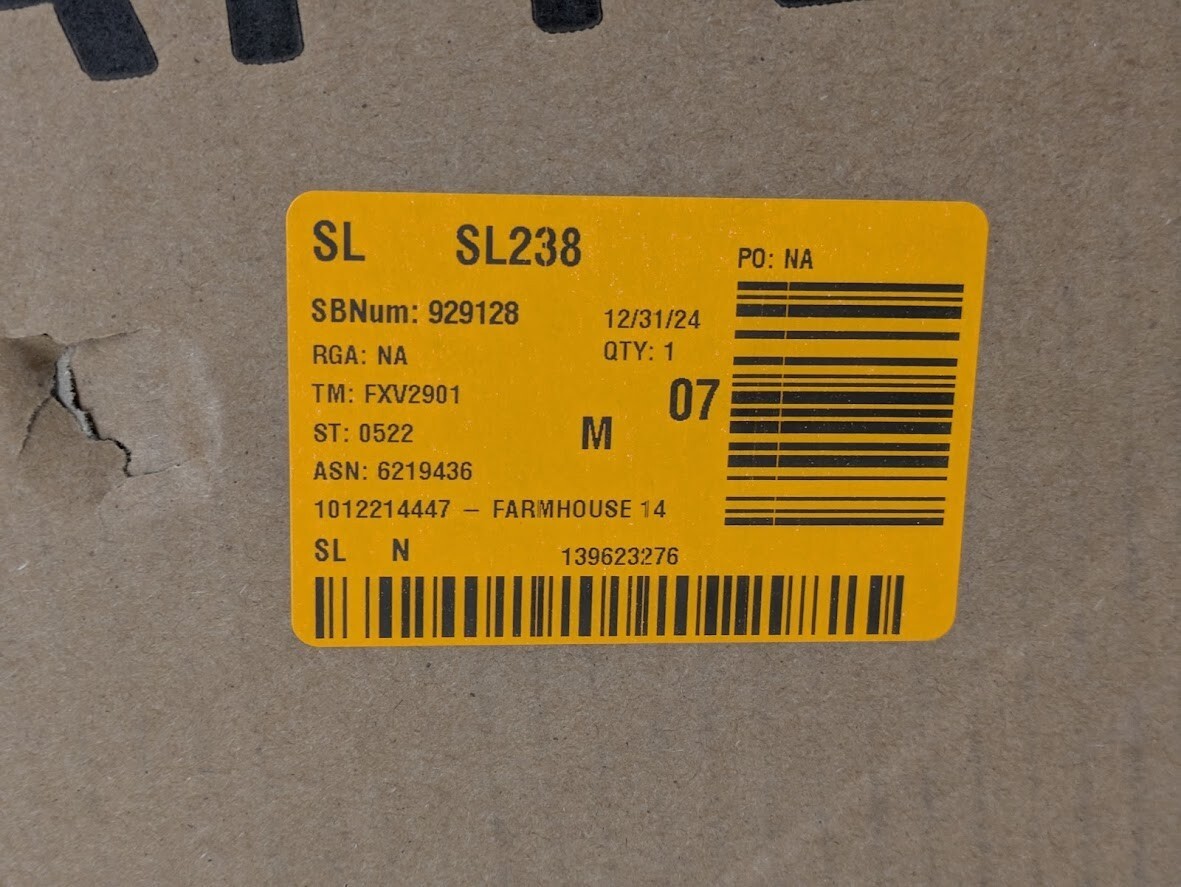 SL SL238
PO: NA
SBNum: 929128
12/31/24
RGA: NA
QTY: 1
TM: FXV2901
07
ST: 0522
M
ASN: 6219436
1012214447 – FARMHOUSE 14
SL N
139623276